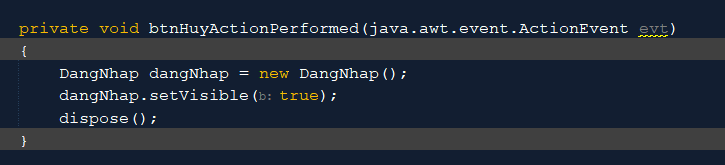 private void btnHuyActionPerformed(java.awt.event.ActionEvent evt)
{
DangNhap dangNhap = new DangNhap();
dangNhap.setVisible(b: true);
dispose();
}